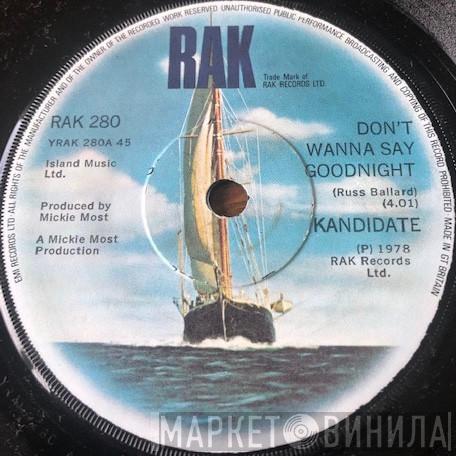 EMI RECORDS LTD. ALL RIGHTS OF THE MANUFACTURER AND OF THE OWNER OF THE RECORDED WORK RESERVED UNAUTHORISED PUBLIC PERFORMANCE BROADCASTING AND COPYING OF THIS RECORD PROHIBITED MADE IN GT BRITAIN
RAK
Trade Mark of
RAK RECORDS LTD.
RAK 280
YRAK 280A 45
Island Music
Ltd.
Produced by
Mickie Most
A Mickie Most
Production
DON'T
WANNA SAY
GOODNIGHT
(Russ Ballard)
(4.01)
KANDIDATE
(P) 1978
RAK Records
Ltd.
МАРКЕТ ВИНИЛА